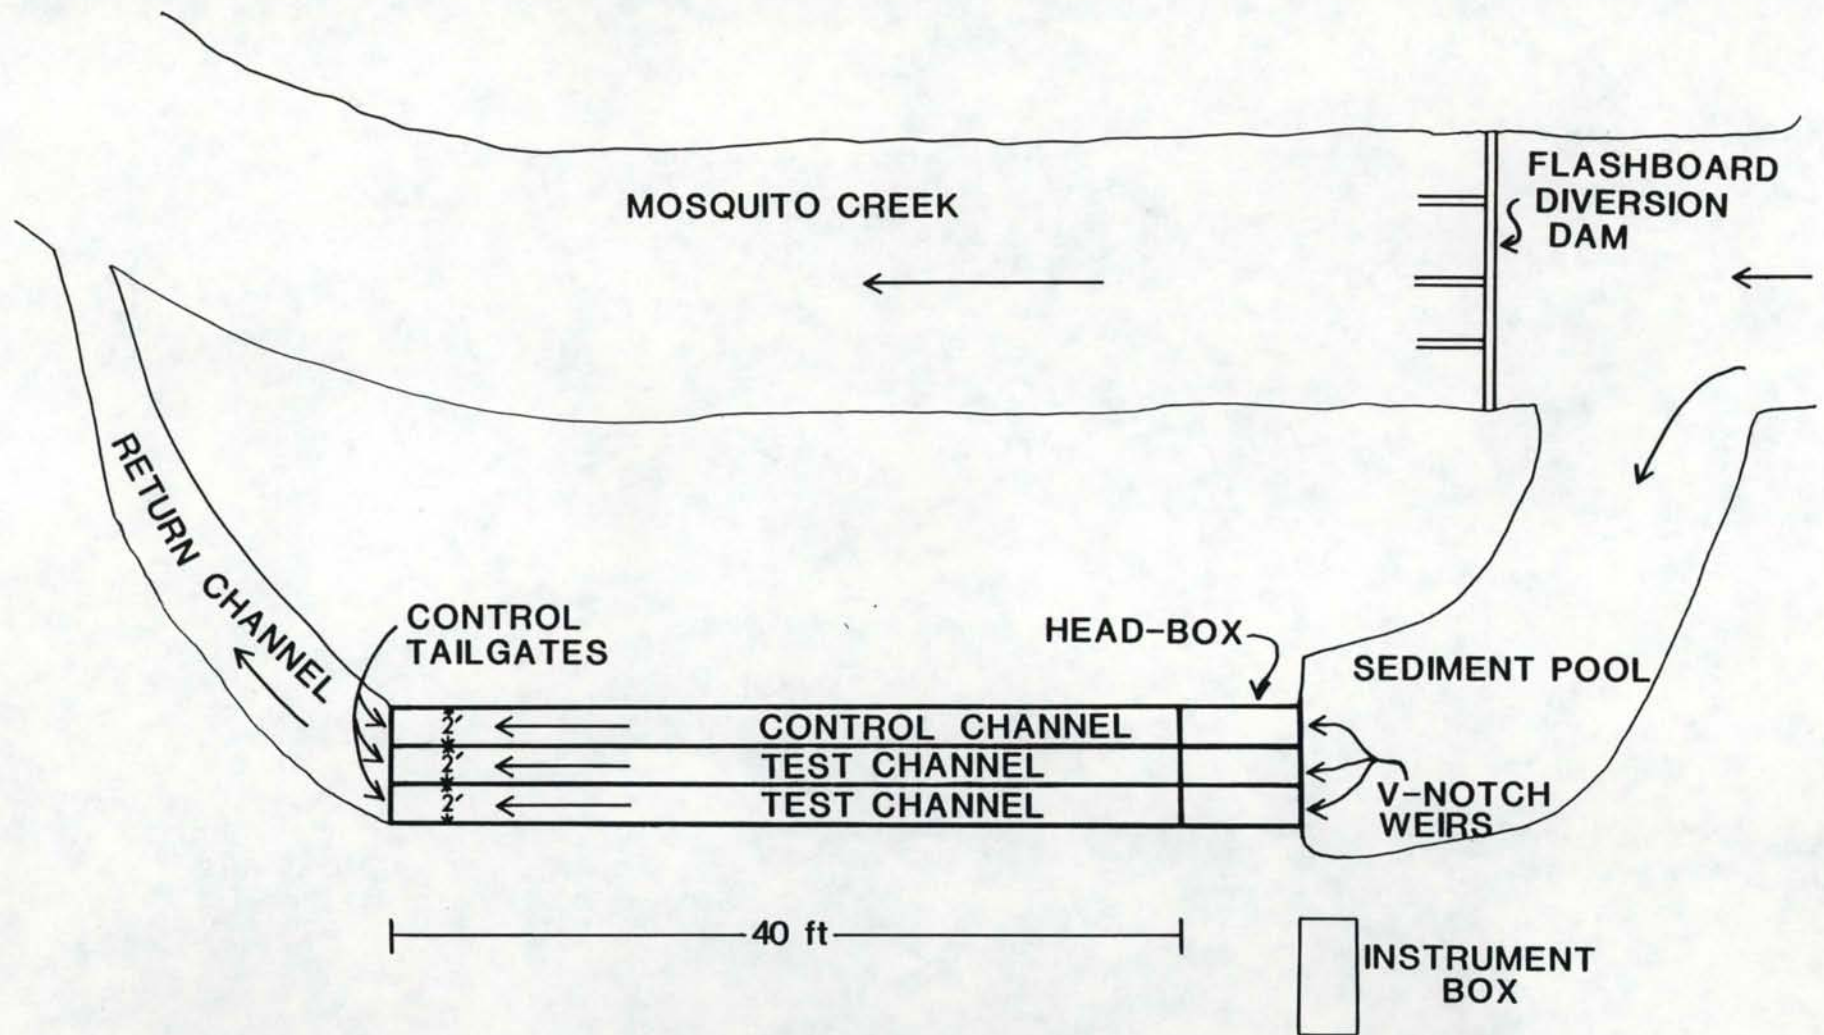 FLASHBOARD
DIVERSION
DAM
MOSQUITO CREEK
RETURN CHANNEL
CONTROL
TAILGATES
HEAD-BOX
SEDIMENT POOL
2' CONTROL CHANNEL
2' TEST CHANNEL
2' TEST CHANNEL
V-NOTCH
WEIRS
40 ft
INSTRUMENT
BOX